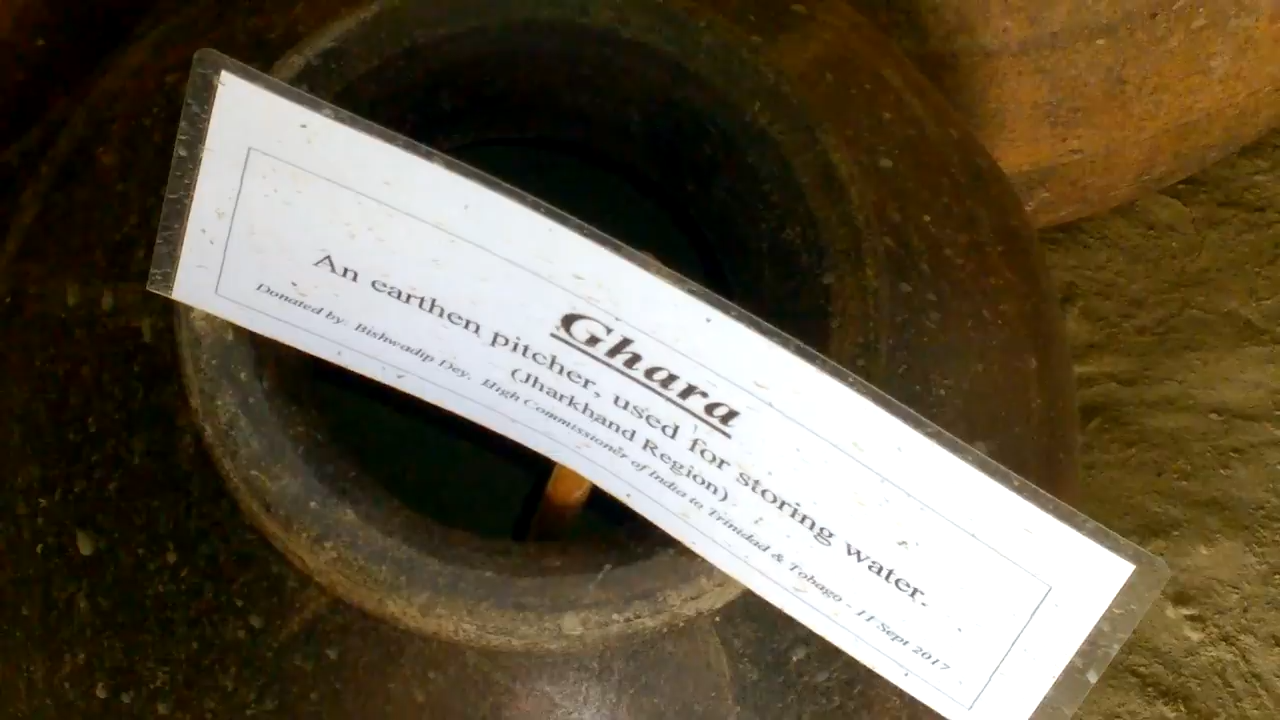 Ghara
An earthen pitcher, used for storing water.
(Jharkhand Region)
Donated by: Bishwadip Dey, High Commissioner of India to Trinidad & Tobago - 11 Sept 2017